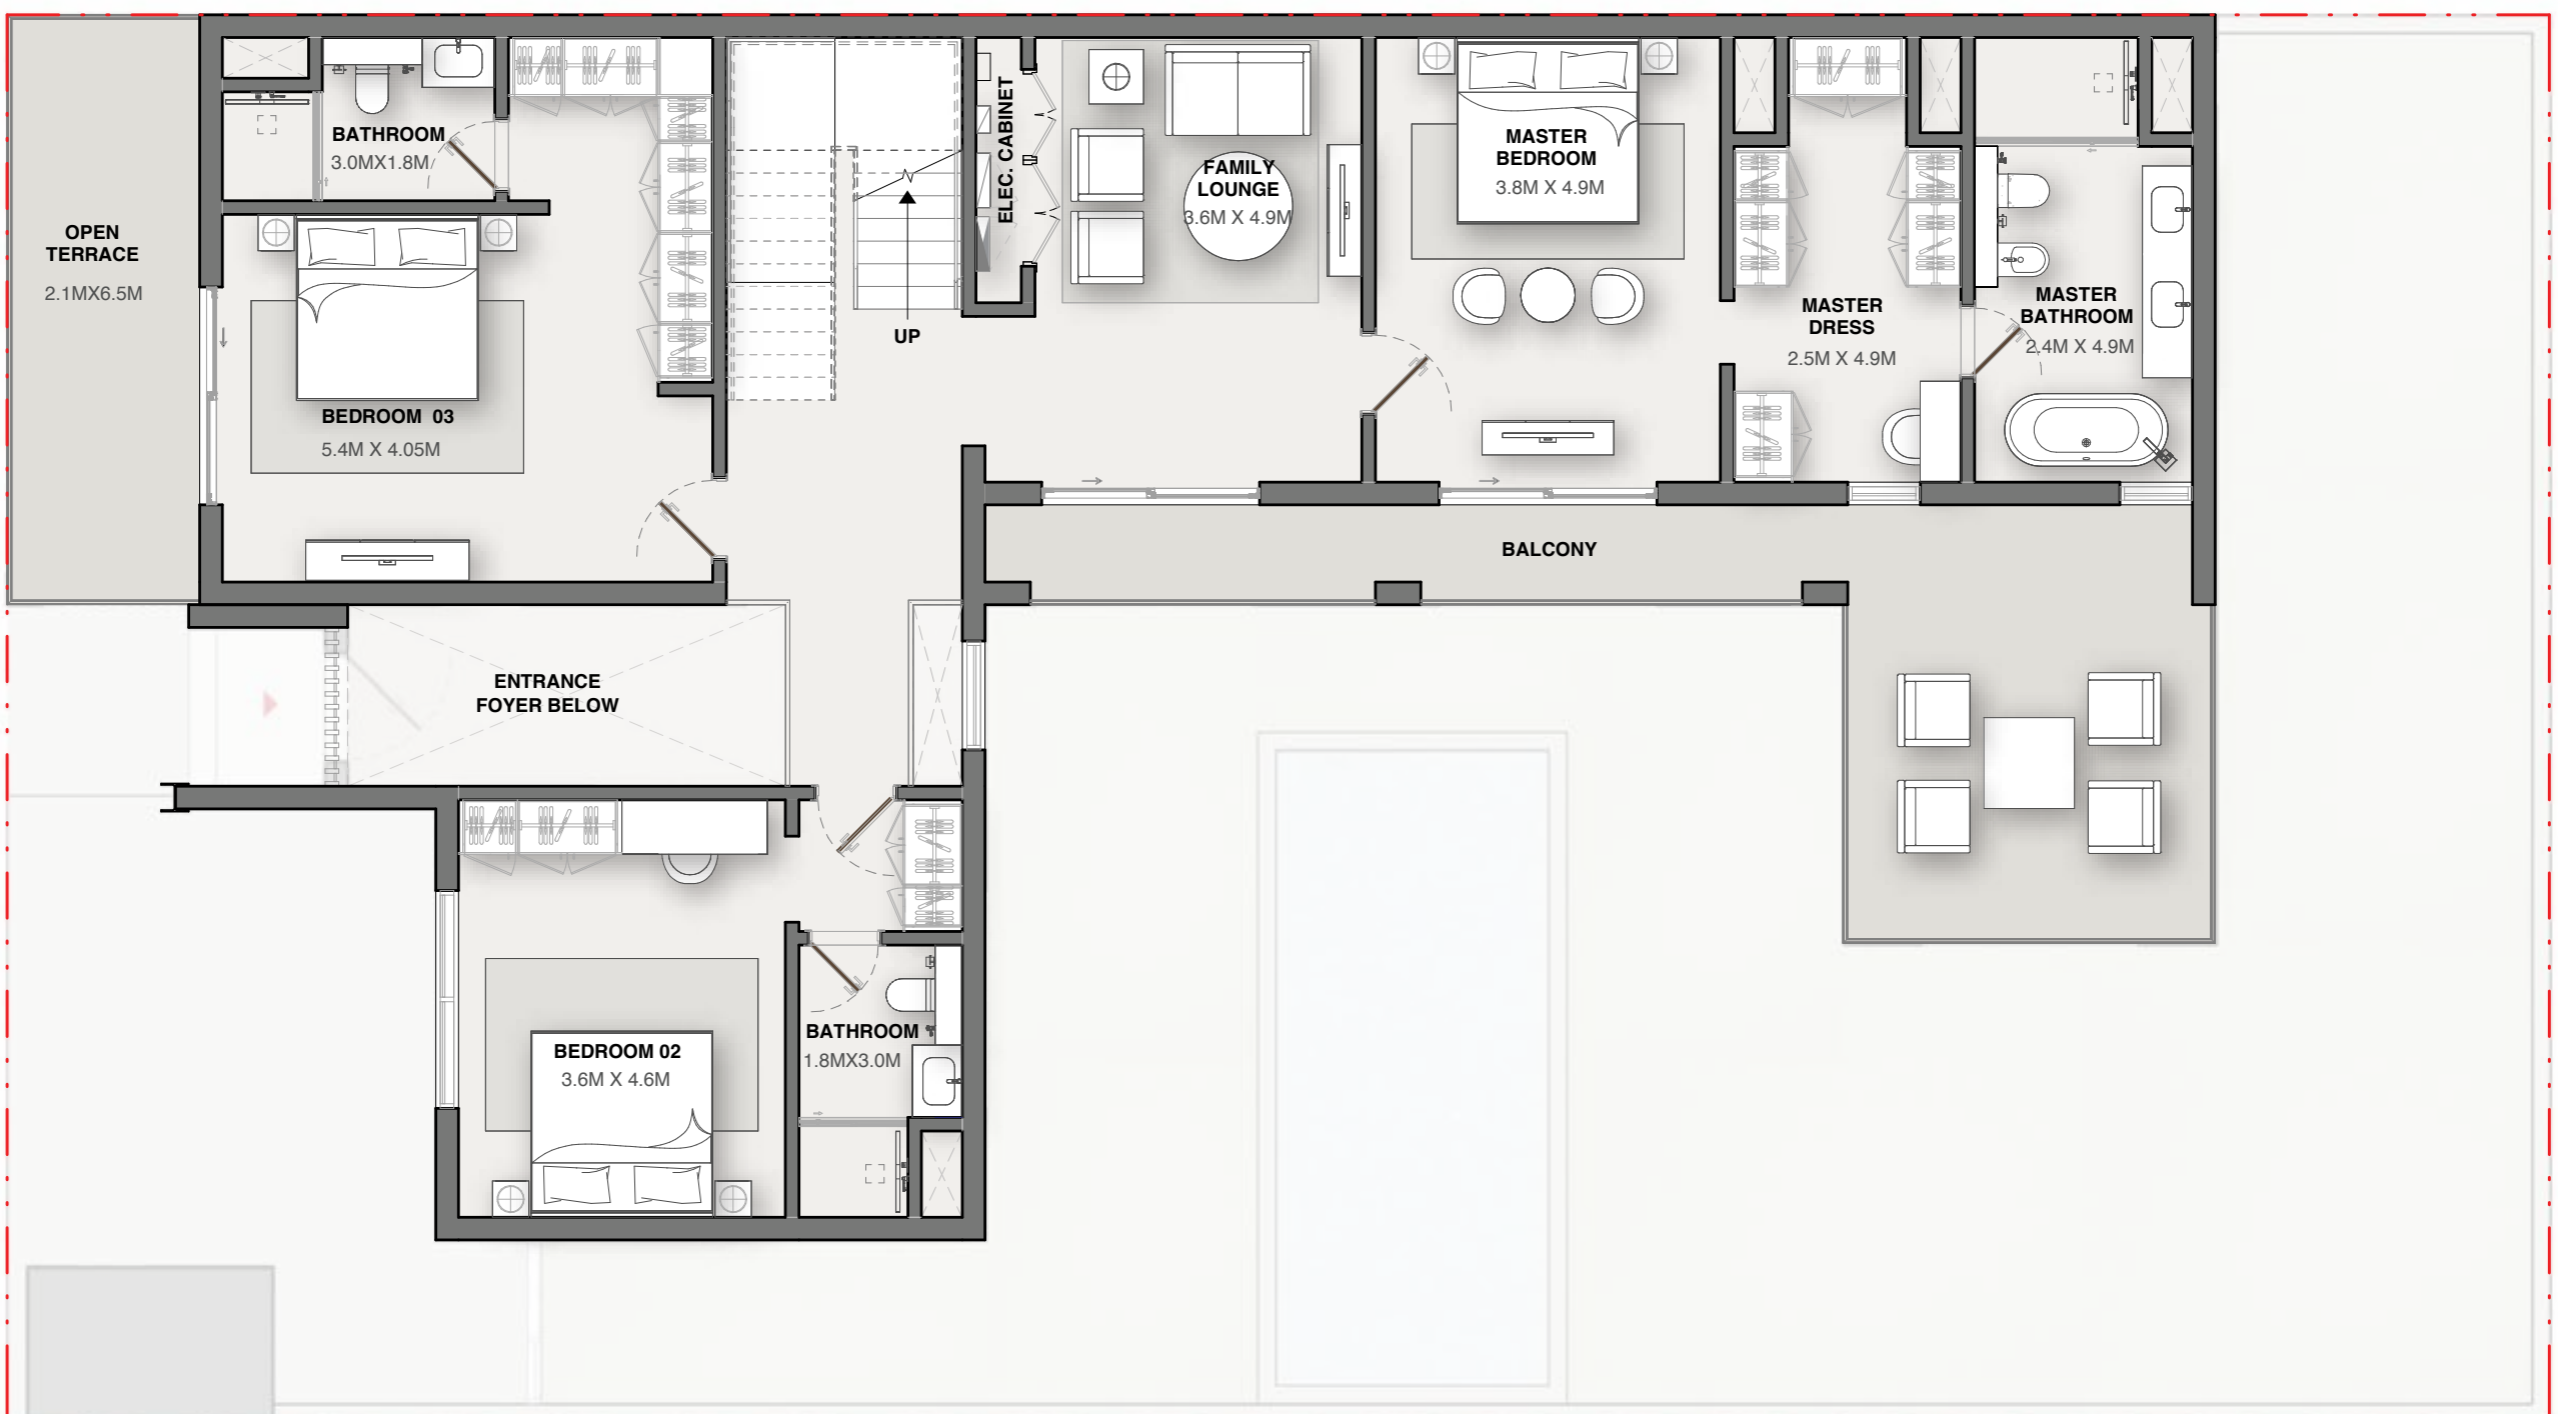 OPEN
TERRACE
2.1MX6.5M
BATHROOM
3.0MX1.8M
BEDROOM 03
5.4M X 4.05M
UP
ELEC. CABINET
FAMILY
LOUNGE
3.6M X 4.9M
MASTER
BEDROOM
3.8M X 4.9M
MASTER
DRESS
2.5M X 4.9M
MASTER
BATHROOM
2.4M X 4.9M
BALCONY
ENTRANCE
FOYER BELOW
BEDROOM 02
3.6M X 4.6M
BATHROOM
1.8MX3.0M